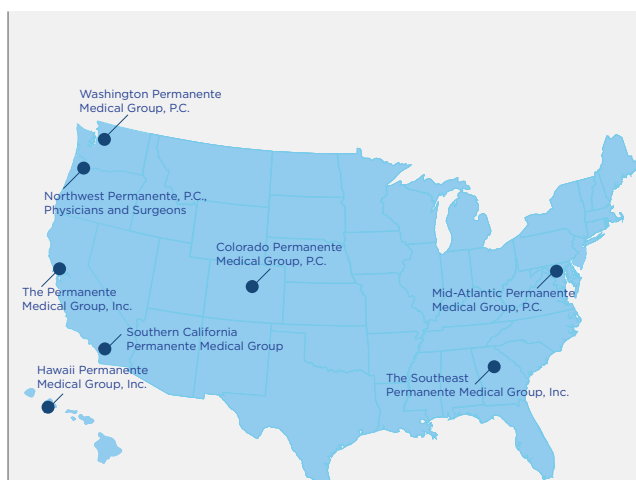 Washington Permanente
Medical Group, P.C.
Northwest Permanente, P.C.,
Physicians and Surgeons
Colorado Permanente
Medical Group, P.C.
The Permanente
Medical Group, Inc.
Mid-Atlantic Permanente
Medical Group, P.C.
Southern California
Permanente Medical Group
Hawaii Permanente
Medical Group, Inc.
The Southeast
Permanente Medical Group, Inc.